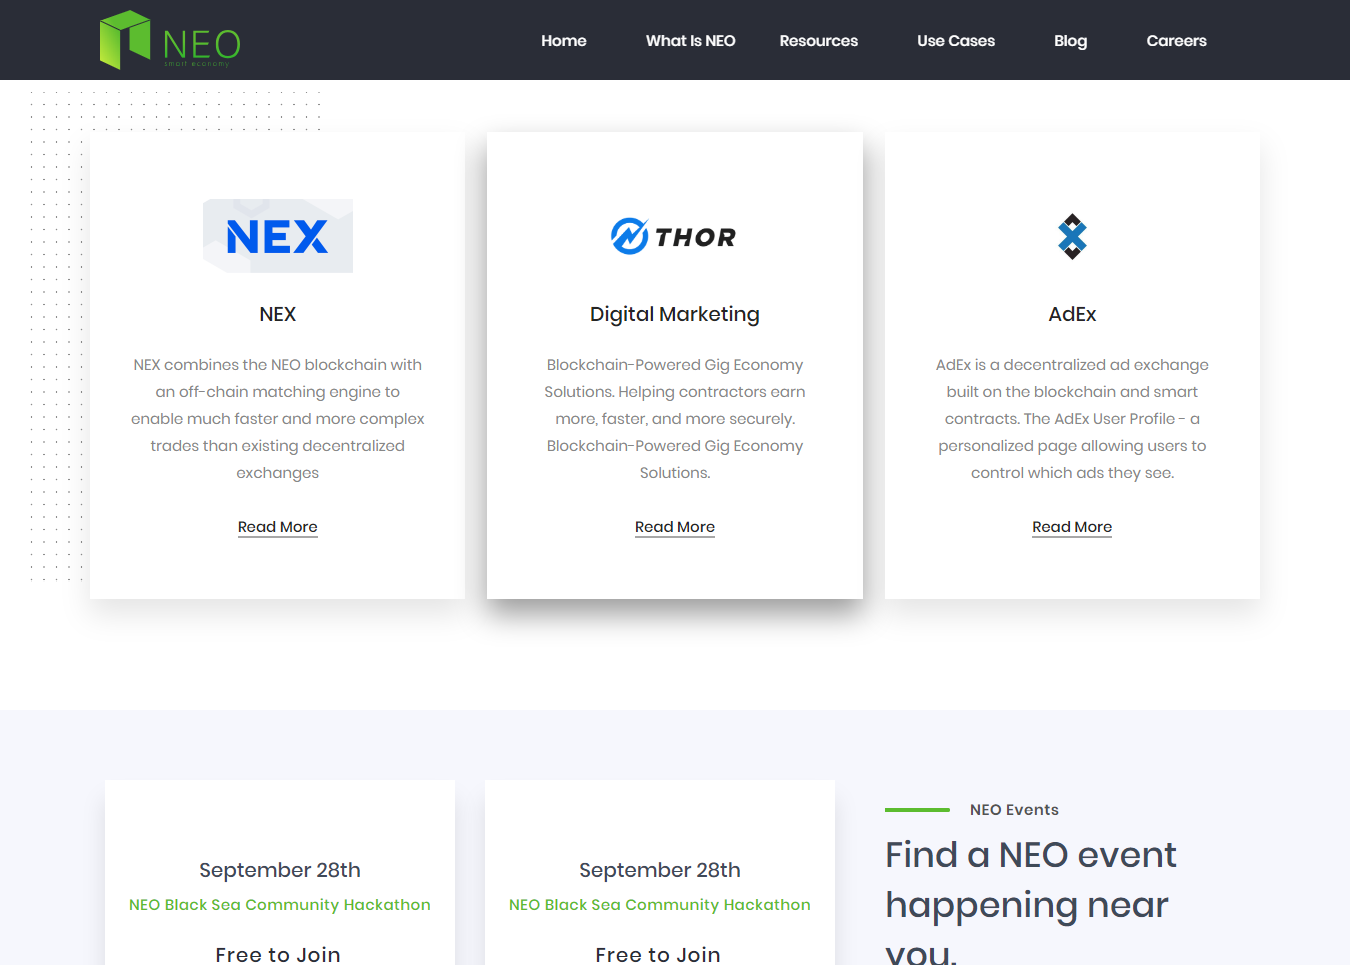 NEO
smart economy
Home What Is NEO Resources Use Cases Blog Careers
NEX
NEX
NEX combines the NEO blockchain with
an off-chain matching engine to
enable much faster and more complex
trades than existing decentralized
exchanges
Read More
THOR
Digital Marketing
Blockchain-Powered Gig Economy
Solutions. Helping contractors earn
more, faster, and more securely.
Blockchain-Powered Gig Economy
Solutions.
Read More
AdEx
AdEx is a decentralized ad exchange
built on the blockchain and smart
contracts. The AdEx User Profile - a
personalized page allowing users to
control which ads they see.
Read More
September 28th
NEO Black Sea Community Hackathon
Free to Join
September 28th
NEO Black Sea Community Hackathon
Free to Join
NEO Events
Find a NEO event
happening near
you.